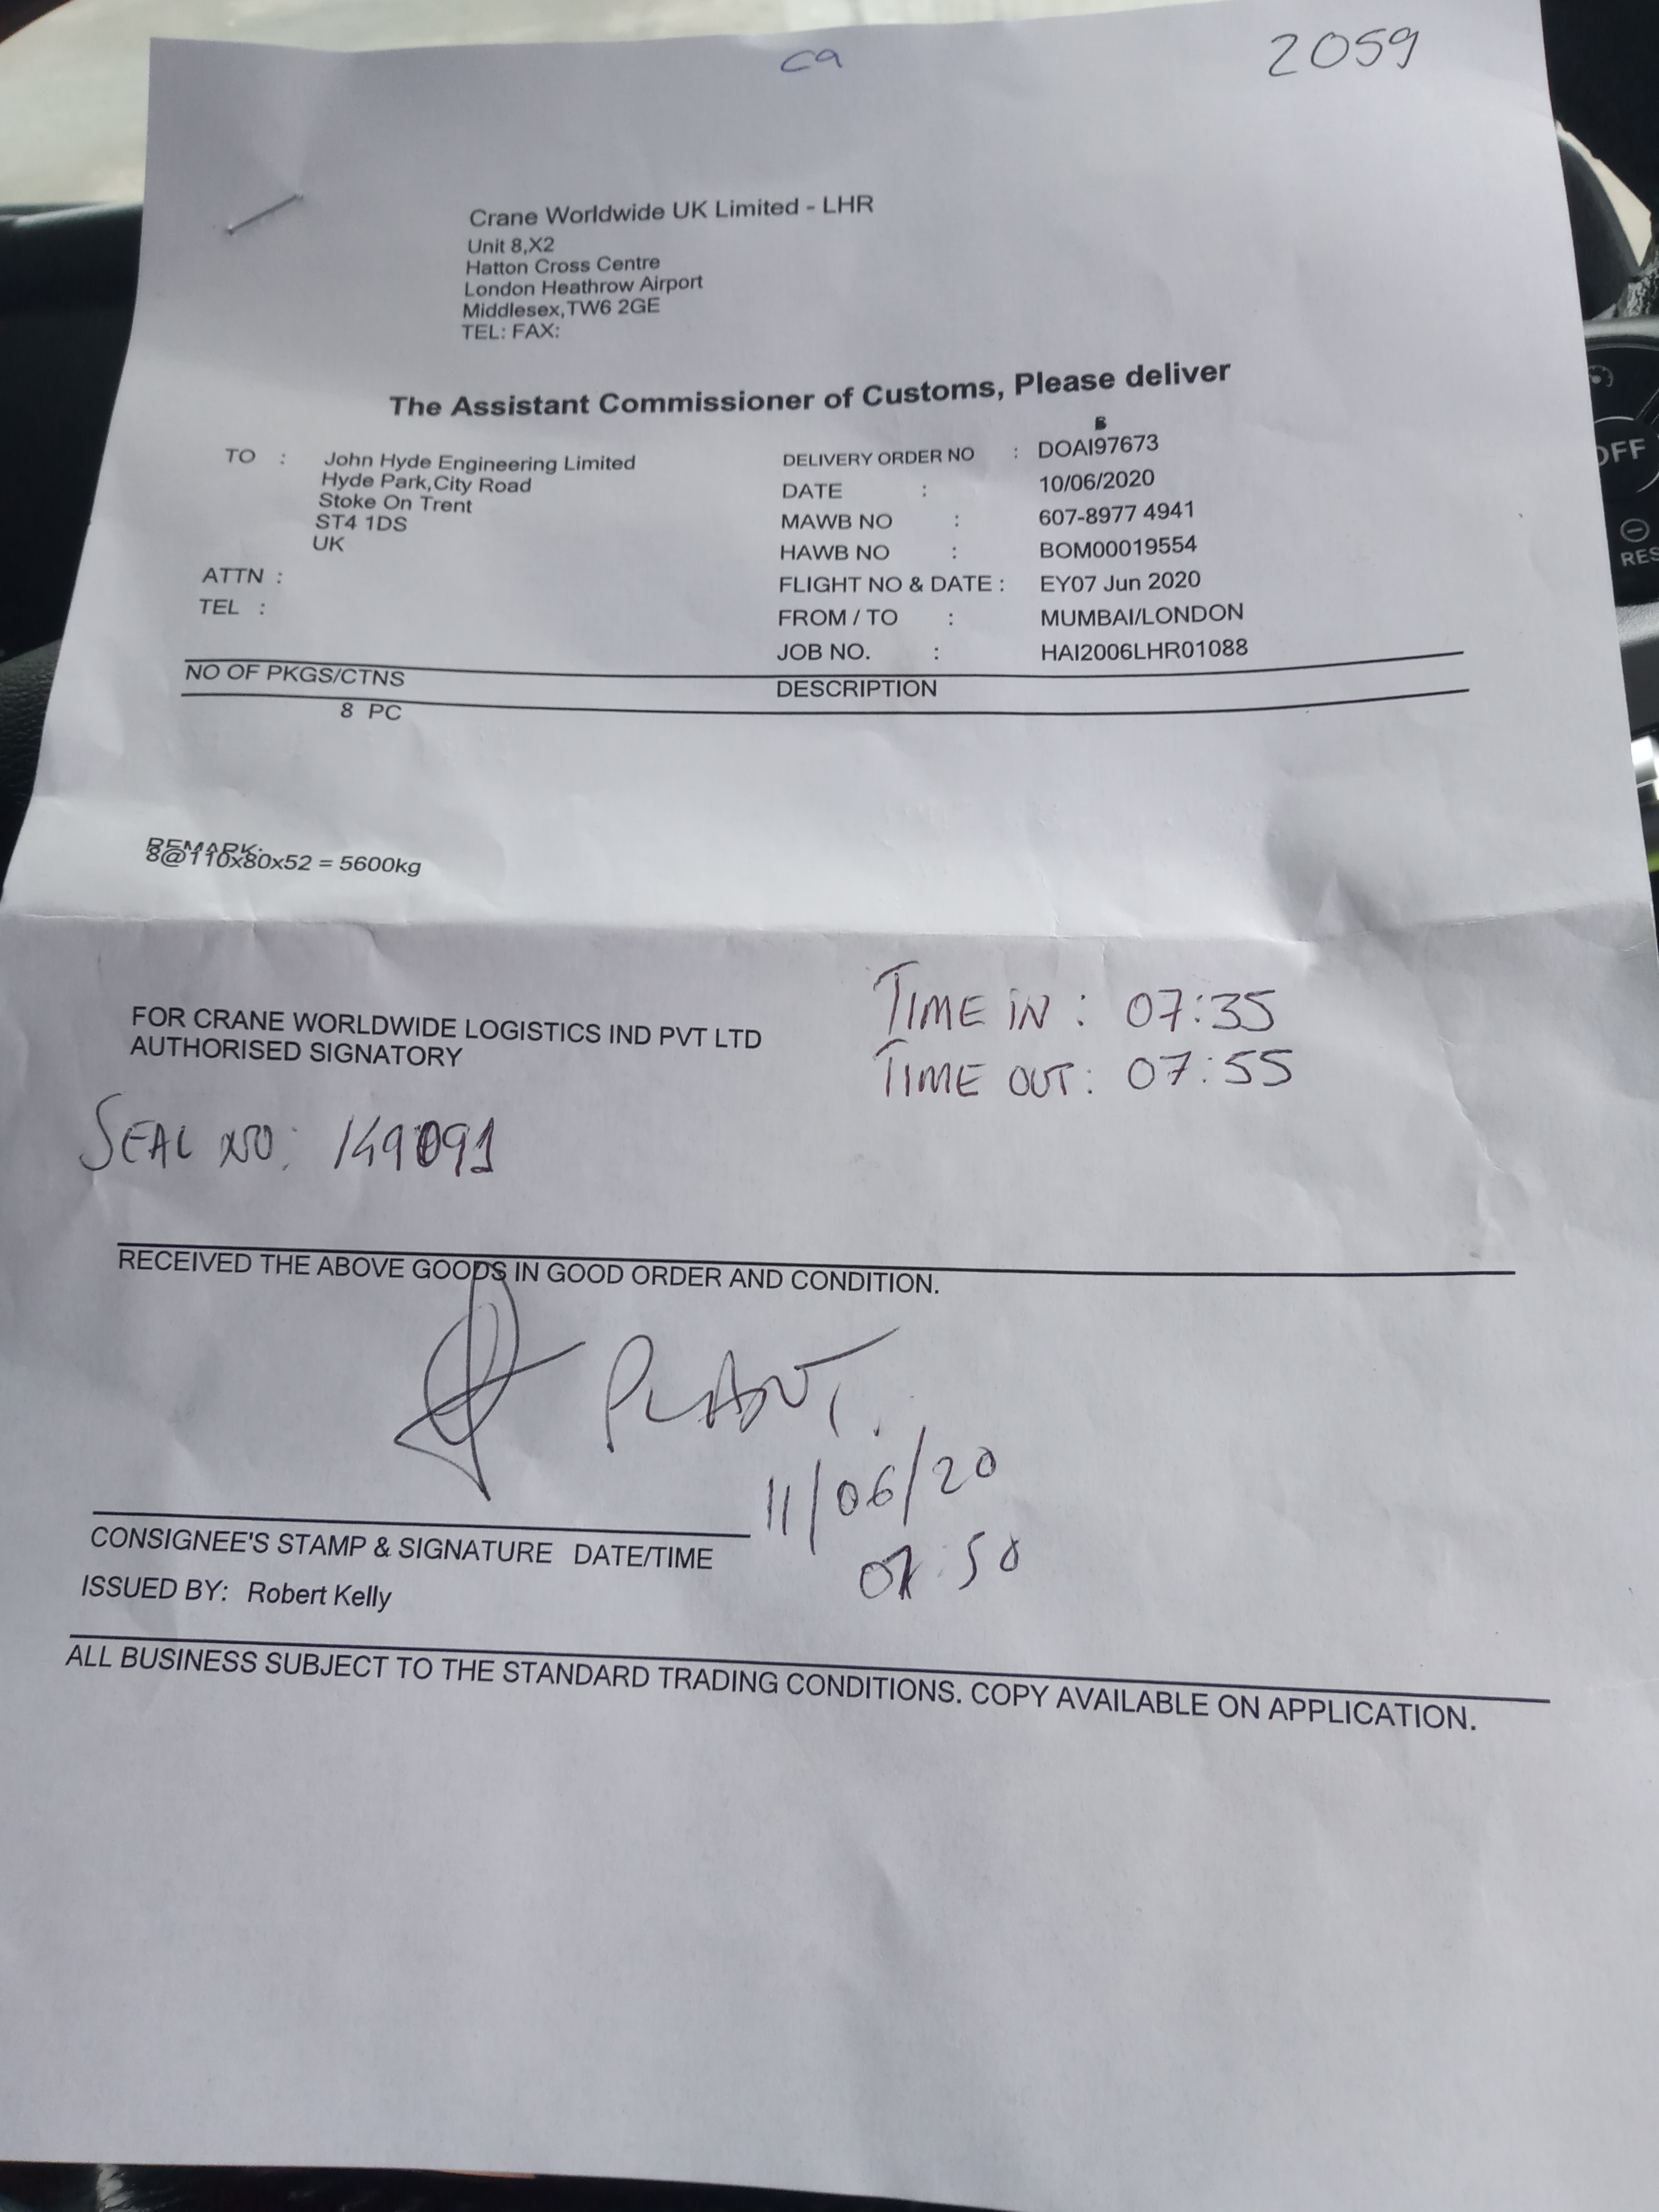 ca
2059
Crane Worldwide UK Limited - LHR
Unit 8,X2
Hatton Cross Centre
London Heathrow Airport
Middlesex,TW6 2GE
TEL: FAX:
The Assistant Commissioner of Customs, Please deliver
TO : John Hyde Engineering Limited
Hyde Park,City Road
Stoke On Trent
ST4 1DS
UK
ATTN :
TEL :
DELIVERY ORDER NO : DOAI97673
DATE : 10/06/2020
MAWB NO : 607-8977 4941
HAWB NO : BOM00019554
FLIGHT NO & DATE : EY07 Jun 2020
FROM / TO : MUMBAI/LONDON
JOB NO. : HAI2006LHR01088
NO OF PKGS/CTNS DESCRIPTION
8 PC
REMARK:
8@110x80x52 = 5600kg
TIME IN : 07:35
TIME OUT: 07:55
FOR CRANE WORLDWIDE LOGISTICS IND PVT LTD
AUTHORISED SIGNATORY
SEAL NO: 149091
RECEIVED THE ABOVE GOODS IN GOOD ORDER AND CONDITION.
PLANT.
11/06/20
07:50
CONSIGNEE'S STAMP & SIGNATURE DATE/TIME
ISSUED BY: Robert Kelly
ALL BUSINESS SUBJECT TO THE STANDARD TRADING CONDITIONS. COPY AVAILABLE ON APPLICATION.
OFF
RES